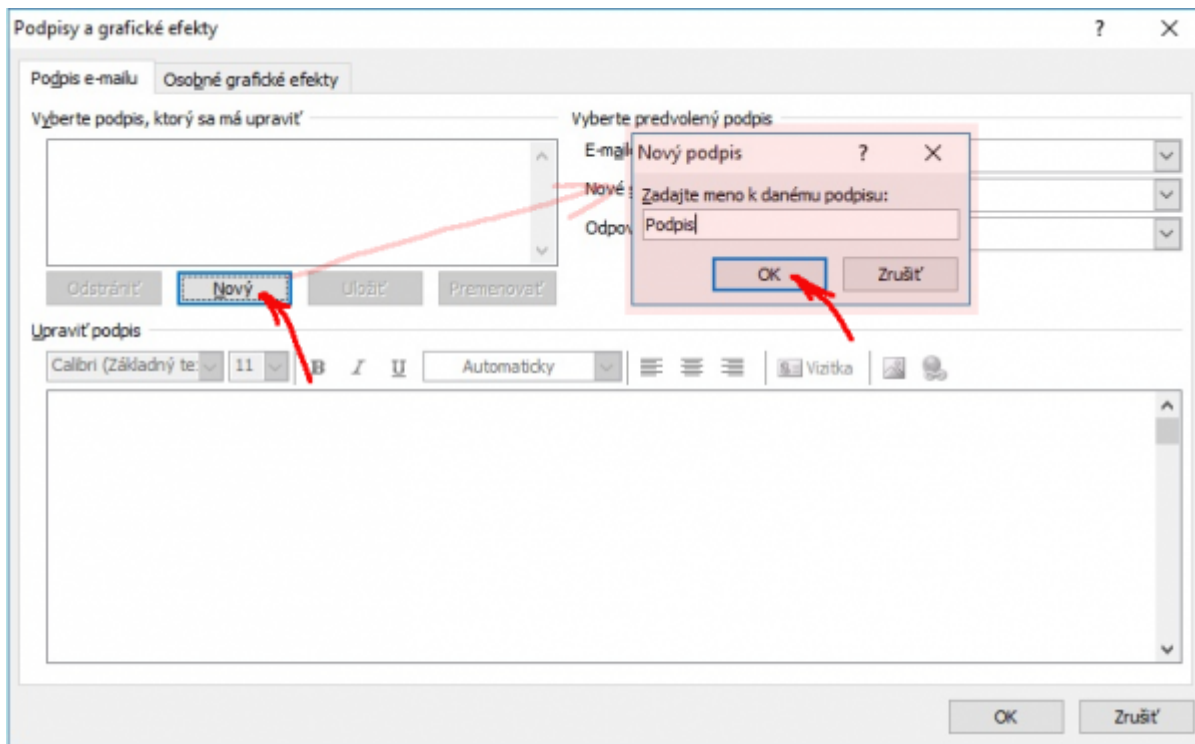 Podpisy a grafické efekty
Podpis e-mailu
Osobné grafické efekty
Vyberte podpis, ktorý sa má upraviť
Vyberte predvolený podpis
Nové
Nový podpis
Zadajte meno k danému podpisu:
Podpis
OK
Zrušiť
Odstrániť
Nový
Uložiť
Premenovať
Upraviť podpis
11
B
I
U
Automaticky
Vizitka
OK
Zrušiť